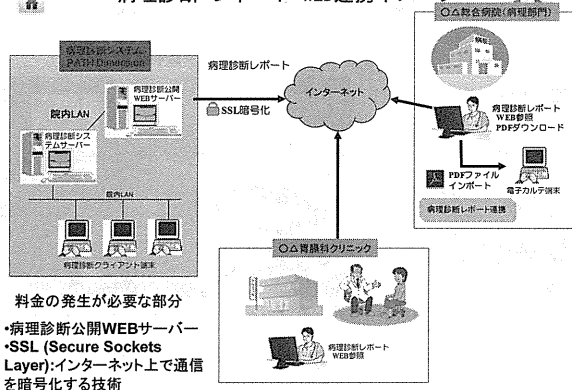 〇△総合病院(病理部門)
病理診断システム
PATH Dimension
病理診断公開
WEBサーバー
院内LAN
病理診断シス
テムサーバー
院内LAN
病理診断クライアント端末
病理診断レポート
SSL暗号化
インターネット
病院
病理診断レポート
WEB参照
PDFダウンロード
PDFファイル
インポート
電子カルテ端末
病理診断レポート連携
〇△胃腸科クリニック
病理診断レポート
WEB参照
料金の発生が必要な部分
•病理診断公開WEBサーバー
•SSL (Secure Sockets
Layer):インターネット上で通信
を暗号化する技術